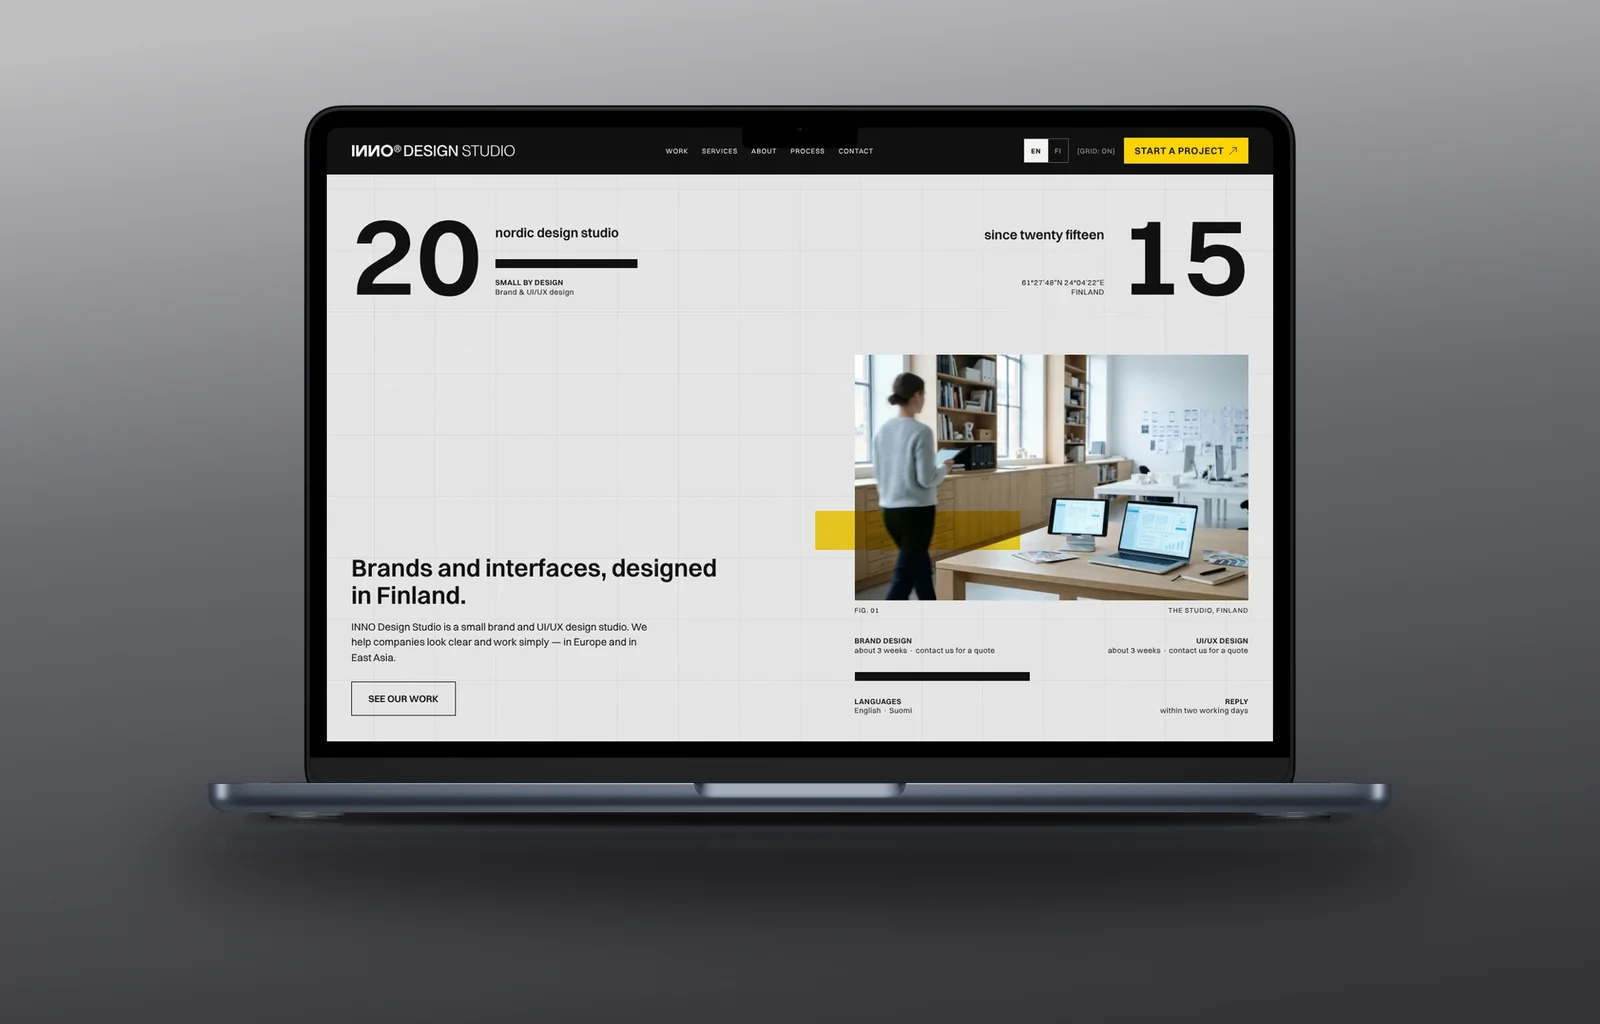 INNO® DESIGN STUDIO
WORK SERVICES ABOUT PROCESS CONTACT
EN FI
[GRID: ON]
START A PROJECT ↗
20
nordic design studio
SMALL BY DESIGN
Brand & UI/UX design
since twenty fifteen
61°27'48"N 24°04'22"E
FINLAND
15
Brands and interfaces, designed
in Finland.
INNO Design Studio is a small brand and UI/UX design studio. We
help companies look clear and work simply — in Europe and in
East Asia.
SEE OUR WORK
FIG. 01
THE STUDIO, FINLAND
BRAND DESIGN
about 3 weeks · contact us for a quote
UI/UX DESIGN
about 3 weeks · contact us for a quote
LANGUAGES
English · Suomi
REPLY
within two working days